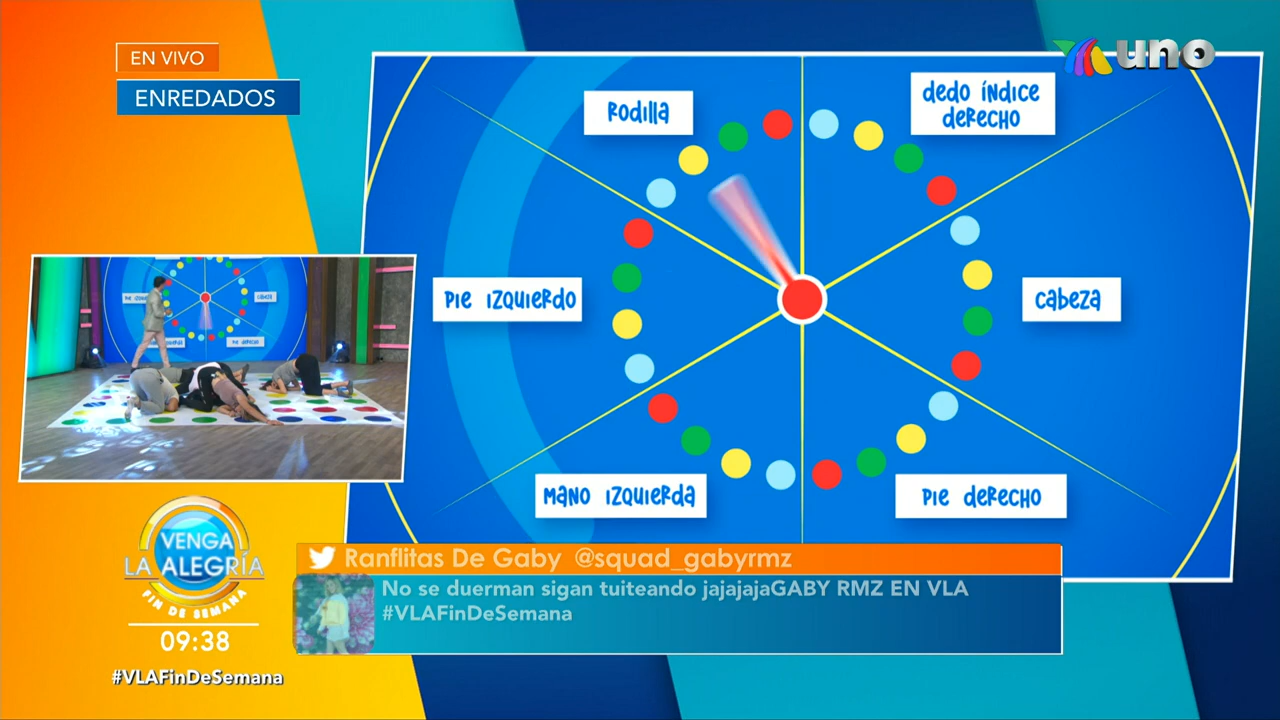 EN VIVO
ENREDADOS
uno
Rodilla
dedo índice
derecho
Pie izquierdo
Cabeza
Mano izquierda
Pie derecho
VENGA
LA ALEGRÍA
FIN DE SEMANA
09:38
#VLAFinDeSemana
Ranflitas De Gaby @squad_gabyrmz
No se duerman sigan tuiteando jajajajaGABY RMZ EN VLA
#VLAFinDeSemana